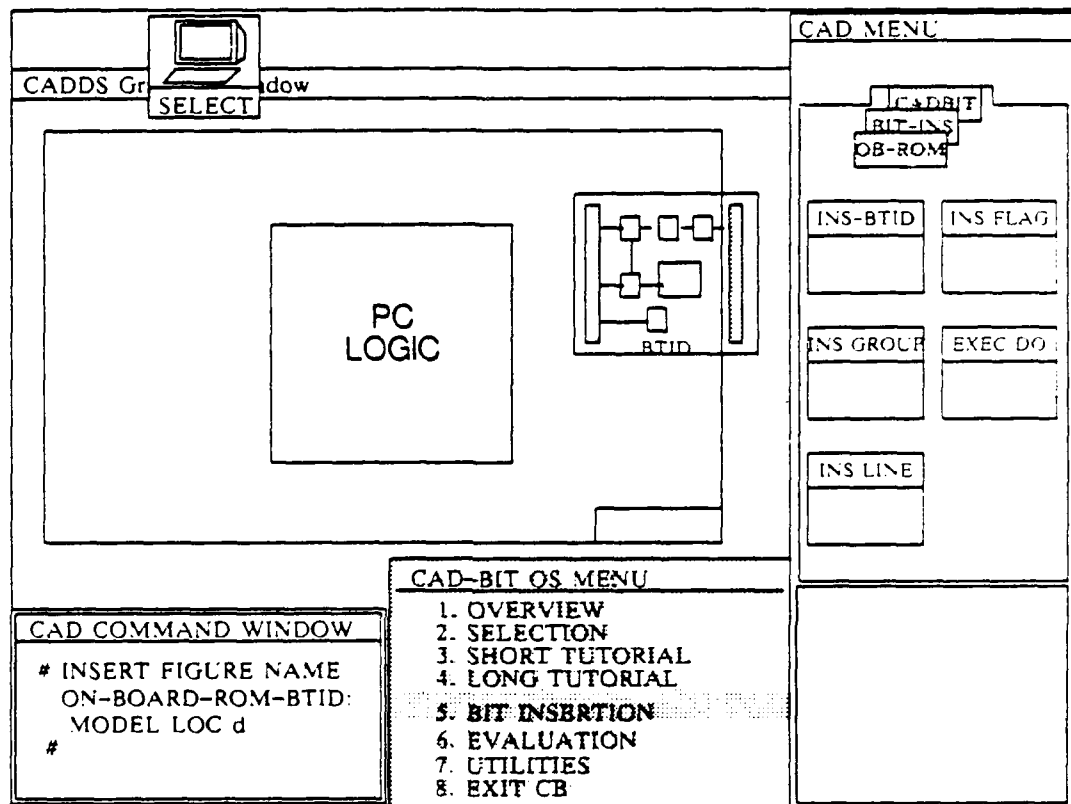 CAD MENU
CADDS Gr
dow
SELECT
CADBIT
BIT-INS
OB-ROM
INS-BTID
INS FLAG
BTID
PC
LOGIC
INS GROUP
EXEC DO
INS LINE
CAD-BIT OS MENU
1. OVERVIEW
2. SELECTION
3. SHORT TUTORIAL
4. LONG TUTORIAL
5. BIT INSERTION
6. EVALUATION
7. UTILITIES
8. EXIT CB
CAD COMMAND WINDOW
# INSERT FIGURE NAME
ON-BOARD-ROM-BTID:
MODEL LOC d
#